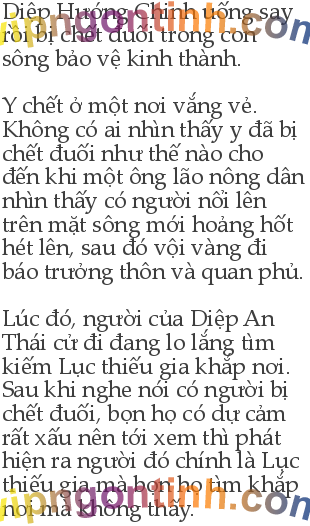 Diệp Hướng Chính uống say
rồi bị chết đuối trong con
sông bảo vệ kinh thành.
Y chết ở một nơi vắng vẻ.
Không có ai nhìn thấy y đã bị
chết đuối như thế nào cho
đến khi một ông lão nông dân
nhìn thấy có người nổi lên
trên mặt sông mới hoảng hốt
hét lên, sau đó vội vàng đi
báo trưởng thôn và quan phủ.
Lúc đó, người của Diệp An
Thái cử đi đang lo lắng tìm
kiếm Lục thiếu gia khắp nơi.
Sau khi nghe nói có người bị
chết đuối, bọn họ có dự cảm
rất xấu nên tới xem thì phát
hiện ra người đó chính là Lục
thiếu gia mà bọn họ tìm khắp
nơi mà không thấy.
vipngontinh.com
vipngontinh.com